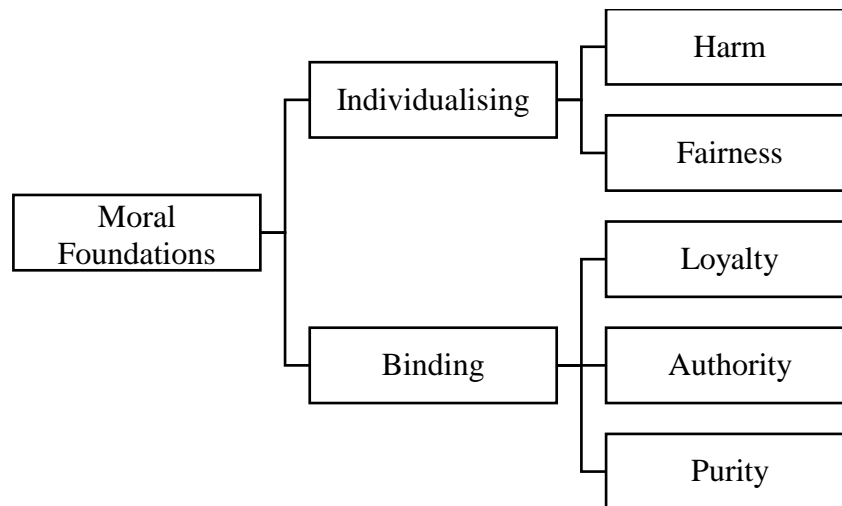 Moral
Foundations
Individualising
Harm
Fairness
Binding
Loyalty
Authority
Purity